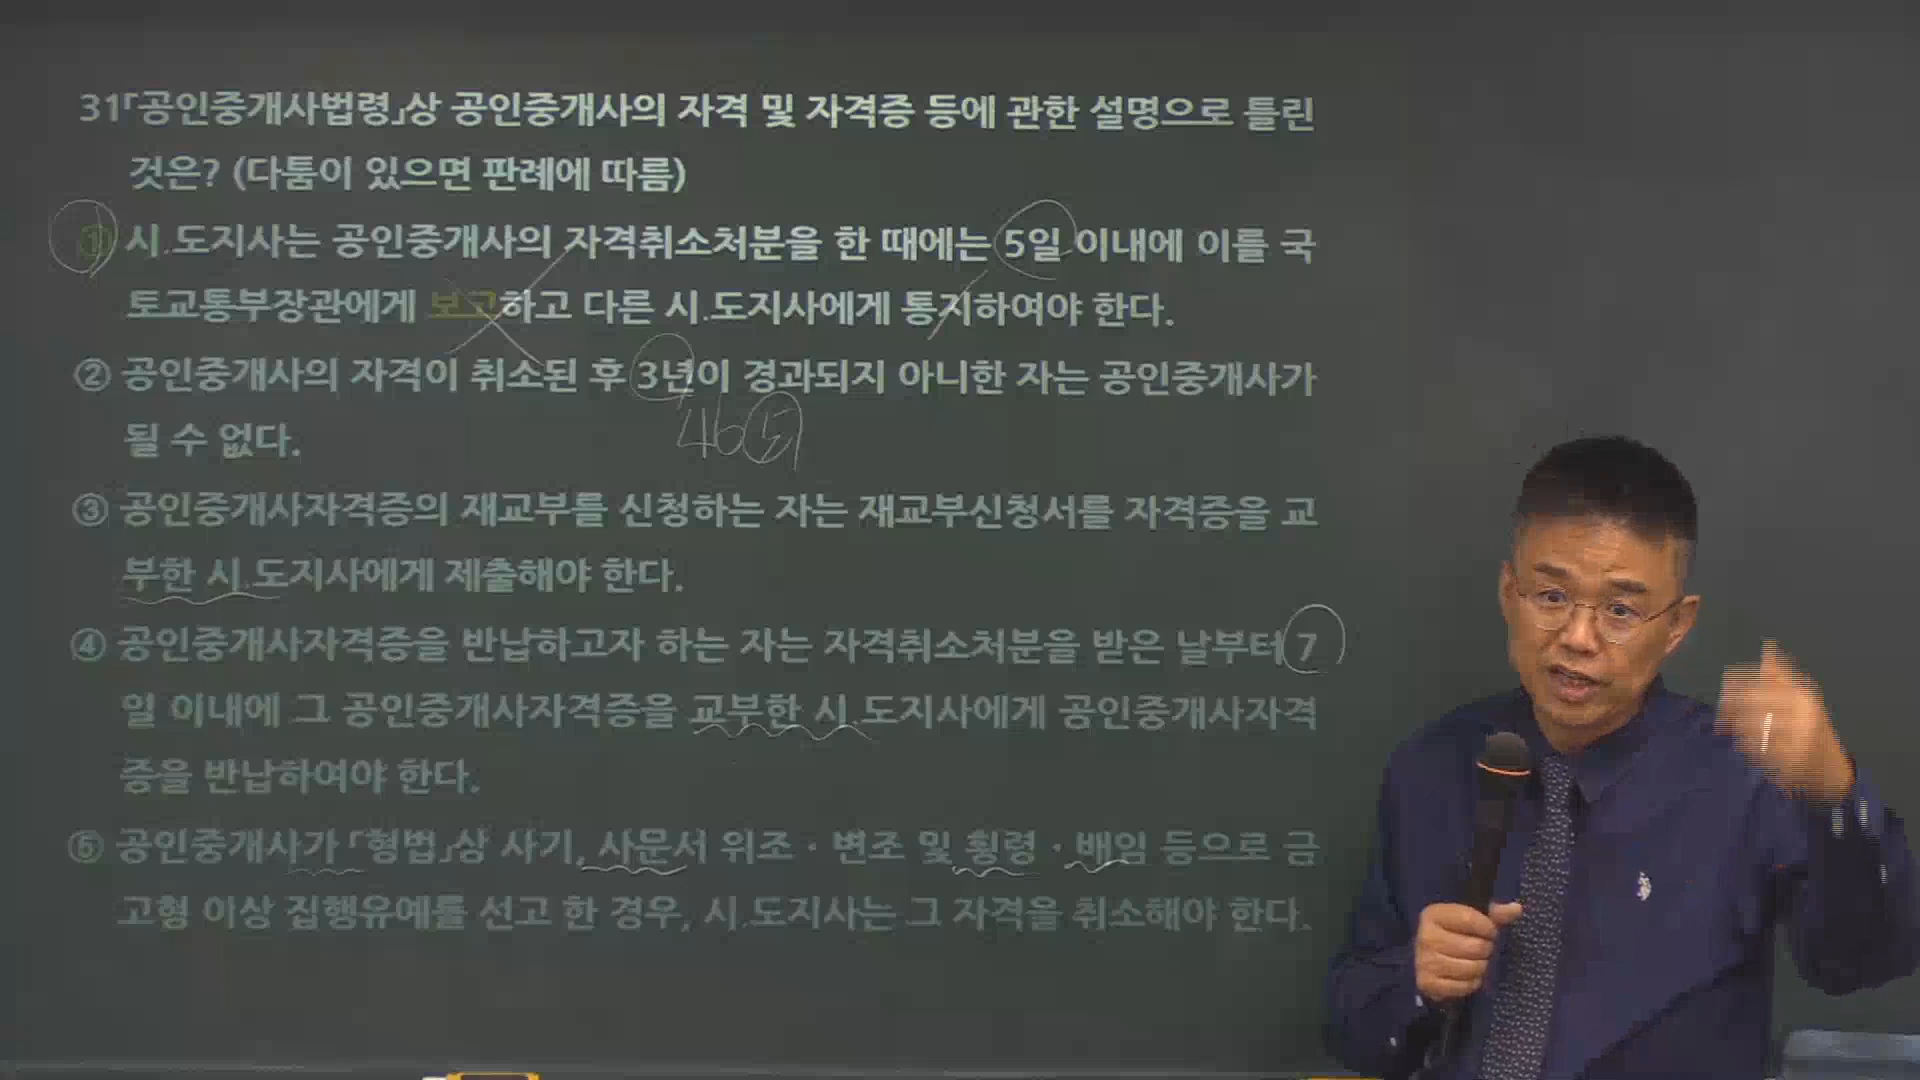 31「공인중개사법령」상 공인중개사의 자격 및 자격증 등에 관한 설명으로 틀린
것은? (다툼이 있으면 판례에 따름)
① 시.도지사는 공인중개사의 자격취소처분을 한 때에는 5일 이내에 이를 국
토교통부장관에게 보고하고 다른 시.도지사에게 통지하여야 한다.
② 공인중개사의 자격이 취소된 후 3년이 경과되지 아니한 자는 공인중개사가
될 수 없다.
③ 공인중개사자격증의 재교부를 신청하는 자는 재교부신청서를 자격증을 교
부한 시.도지사에게 제출해야 한다.
④ 공인중개사자격증을 반납하고자 하는 자는 자격취소처분을 받은 날부터 7
일 이내에 그 공인중개사자격증을 교부한 시.도지사에게 공인중개사자격
증을 반납하여야 한다.
⑤ 공인중개사가 「형법」상 사기, 사문서 위조 · 변조 및 횡령 · 배임 등으로 금
고형 이상 집행유예를 선고 한 경우, 시.도지사는 그 자격을 취소해야 한다.